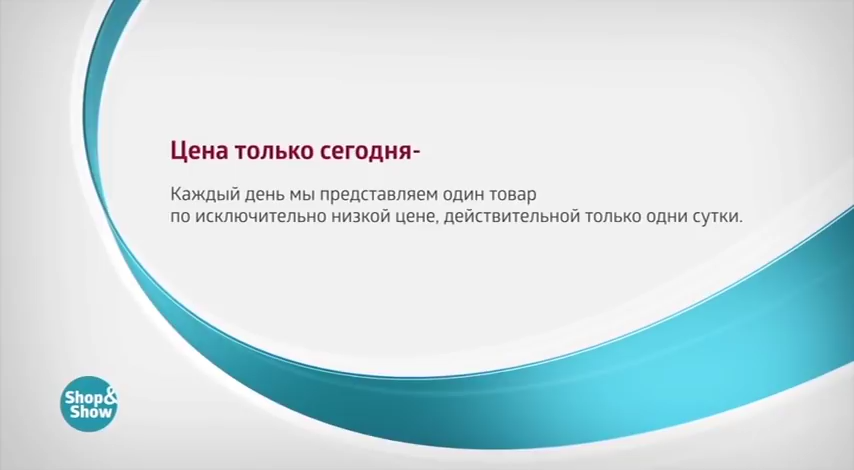 Цена только сегодня-
Каждый день мы представляем один товар
по исключительно низкой цене, действительной только одни сутки.
Shop&
Show